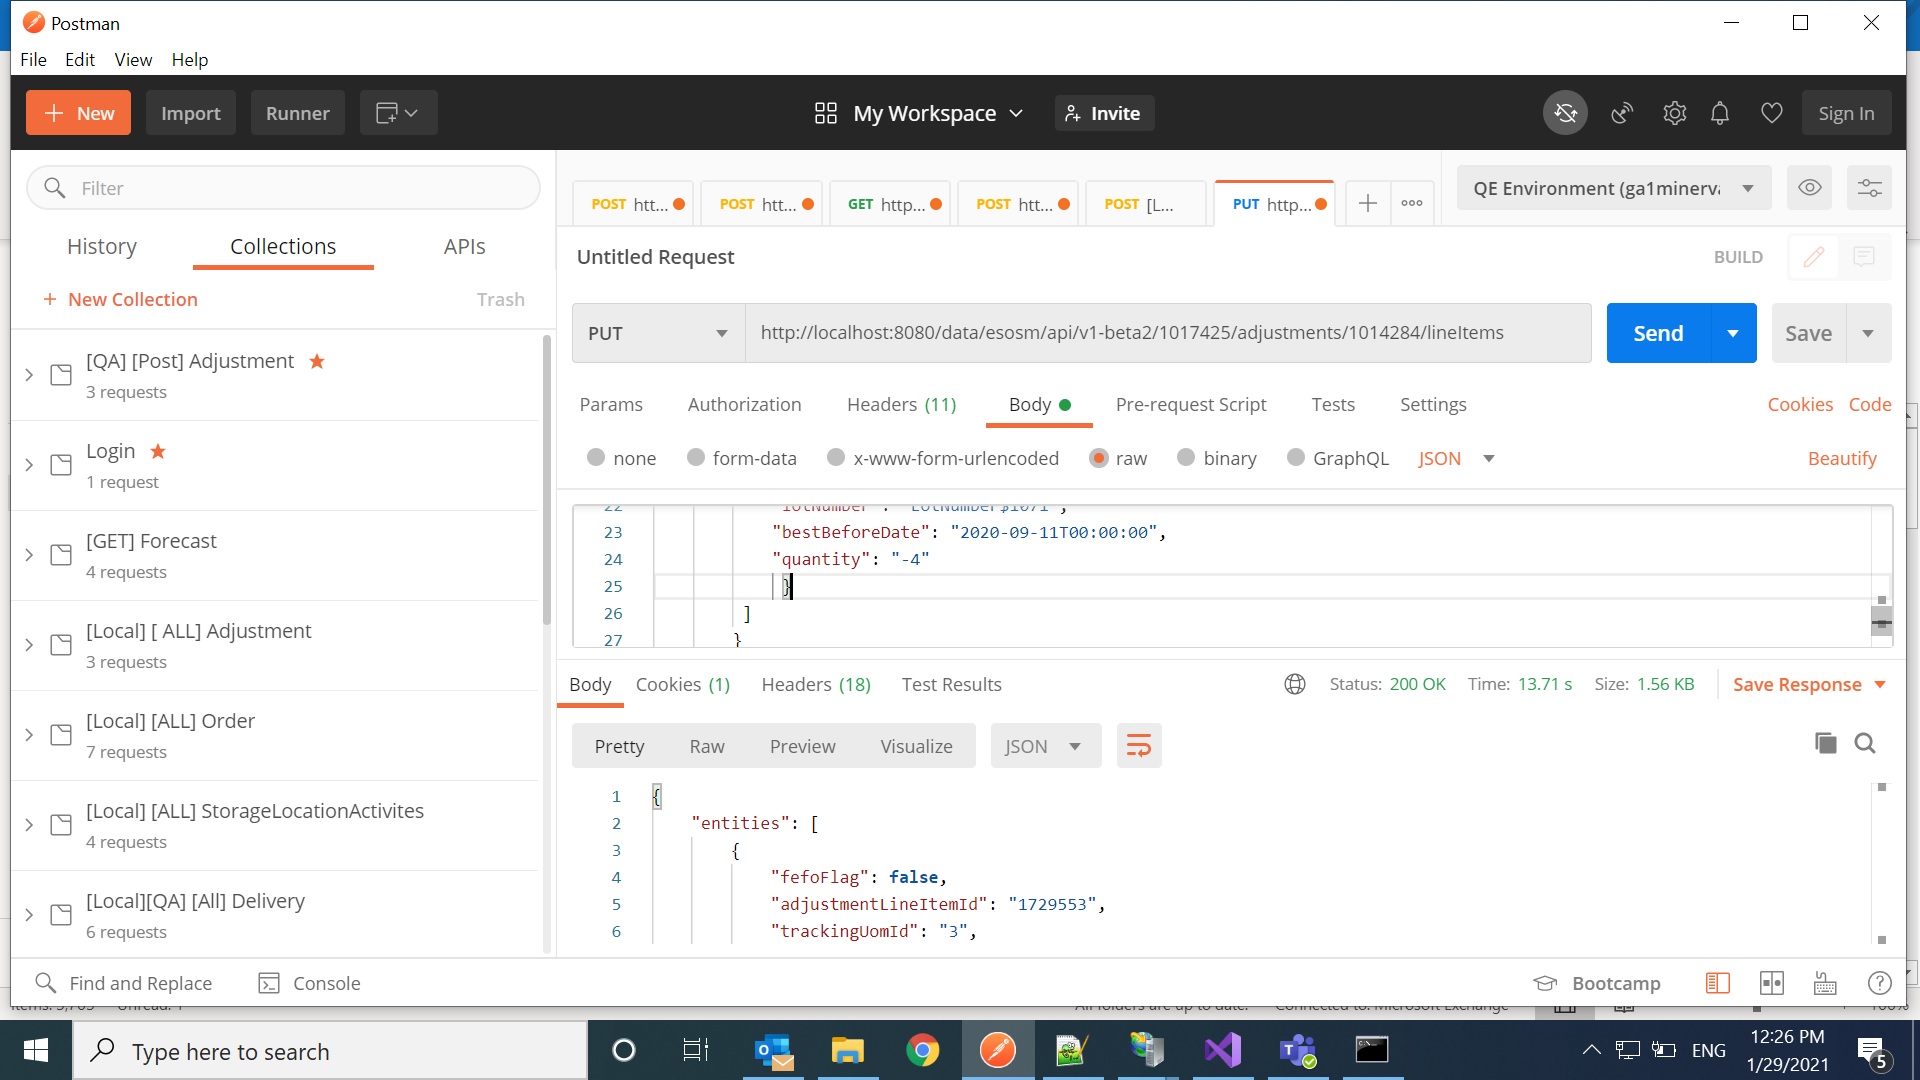 Postman
File Edit View Help
New Import Runner My Workspace Invite Sign In
Filter
POST htt... POST htt... GET http... POST htt... POST [L... PUT http... QE Environment (ga1minerva
History Collections APIs
Untitled Request BUILD
+ New Collection Trash
PUT http://localhost:8080/data/esosm/api/v1-beta2/1017425/adjustments/1014284/lineItems Send Save
[QA] [Post] Adjustment
3 requests
Login
1 request
[GET] Forecast
4 requests
[Local] [ ALL] Adjustment
3 requests
[Local] [ALL] Order
7 requests
[Local] [ALL] StorageLocationActivites
4 requests
[Local][QA] [All] Delivery
6 requests
Params Authorization Headers (11) Body Pre-request Script Tests Settings Cookies Code
none form-data x-www-form-urlencoded raw binary GraphQL JSON Beautify
22
23 "bestBeforeDate": "2020-09-11T00:00:00",
24 "quantity": "-4"
25 }
26 ]
27 }
Body Cookies (1) Headers (18) Test Results Status: 200 OK Time: 13.71 s Size: 1.56 KB Save Response
Pretty Raw Preview Visualize JSON
1 {
2 "entities": [
3 {
4 "fefoFlag": false,
5 "adjustmentLineItemId": "1729553",
6 "trackingUomId": "3",
Find and Replace Console Bootcamp
Type here to search ENG 12:26 PM
1/29/2021 5